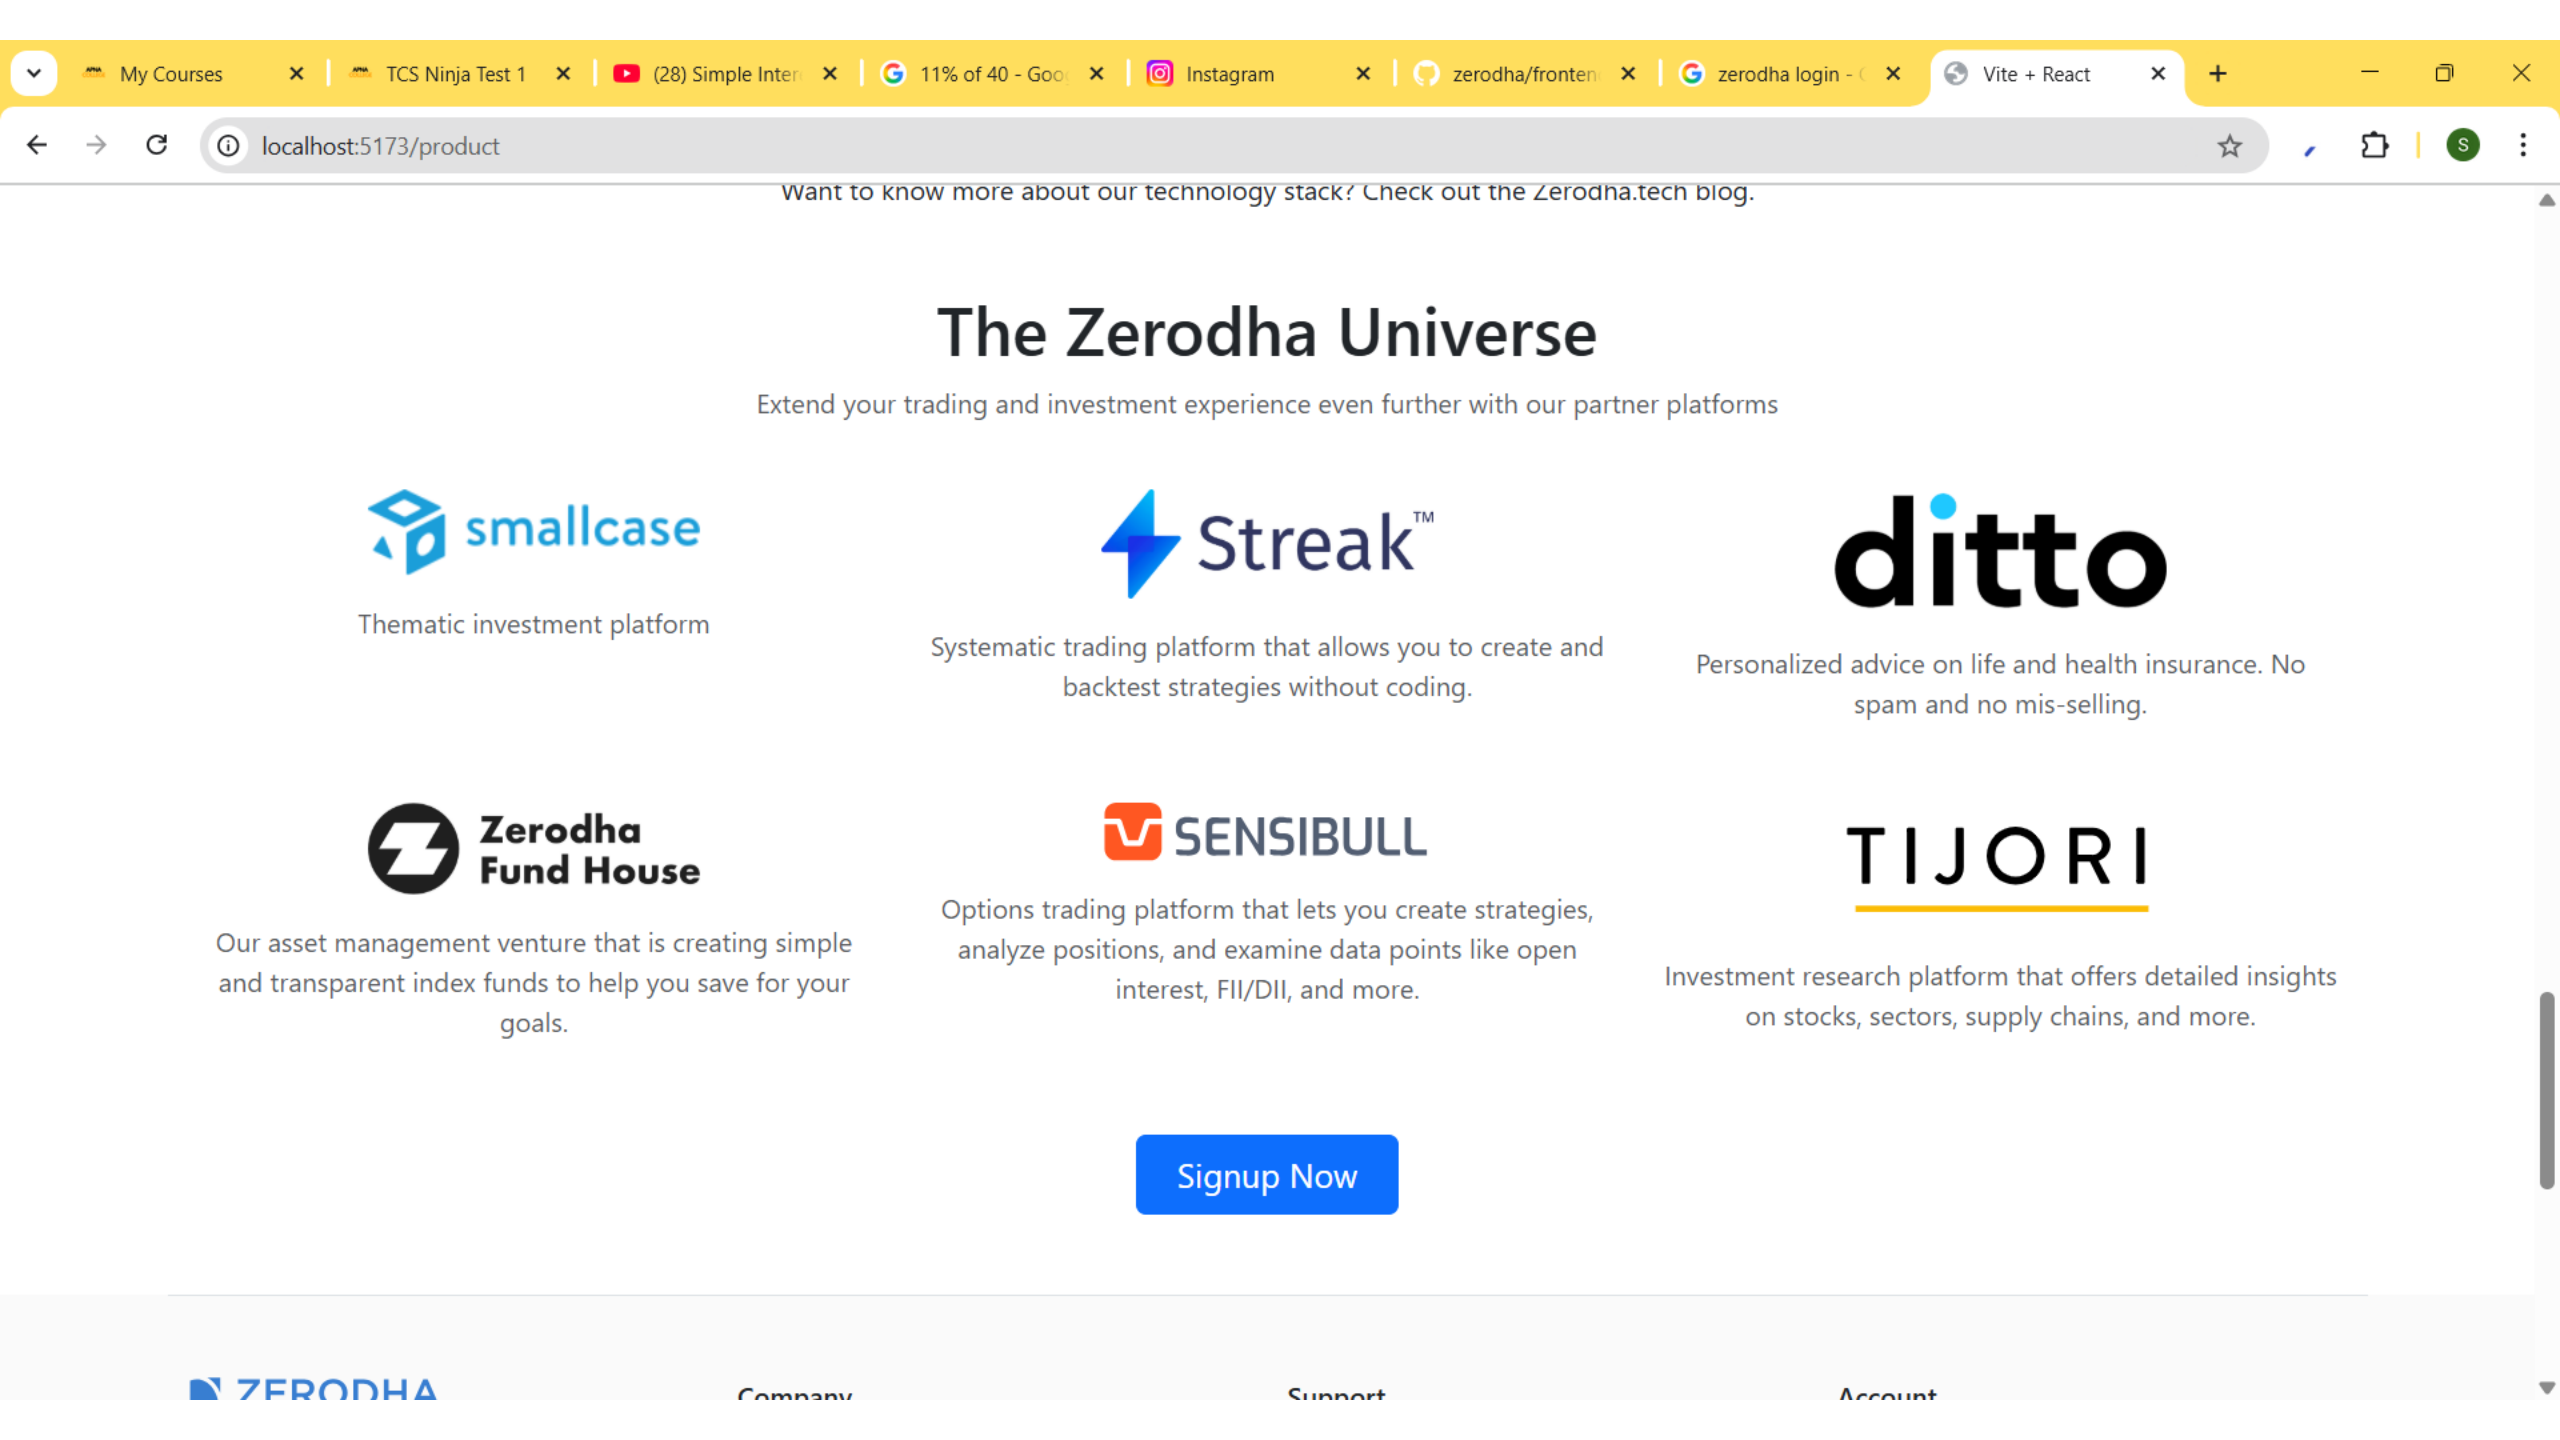 My Courses
TCS Ninja Test 1
(28) Simple Inter
11% of 40 - Goo
Instagram
zerodha/fronten
zerodha login -
Vite + React
localhost:5173/product
S
Want to know more about our technology stack? Check out the Zerodha.tech blog.
The Zerodha Universe
Extend your trading and investment experience even further with our partner platforms
smallcase
Thematic investment platform
Streak™
Systematic trading platform that allows you to create and
backtest strategies without coding.
ditto
Personalized advice on life and health insurance. No
spam and no mis-selling.
Zerodha
Fund House
Our asset management venture that is creating simple
and transparent index funds to help you save for your
goals.
SENSIBULL
Options trading platform that lets you create strategies,
analyze positions, and examine data points like open
interest, FII/DII, and more.
TIJORI
Investment research platform that offers detailed insights
on stocks, sectors, supply chains, and more.
Signup Now
ZERODHA
Company
Support
Account